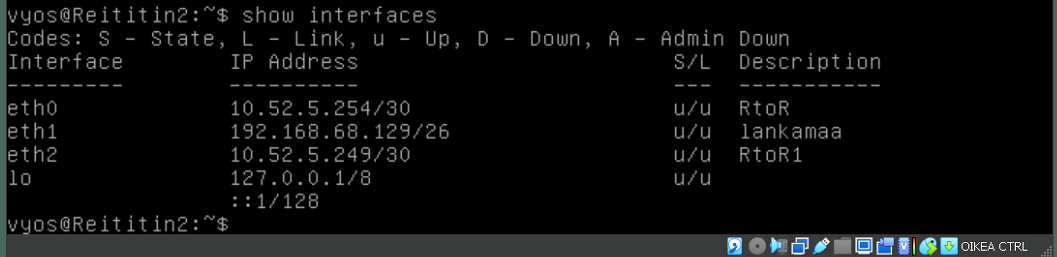 vyos@Reititin2:~$ show interfaces
Codes: S - State, L - Link, u - Up, D - Down, A - Admin Down
Interface        IP Address                        S/L  Description
---------        ----------                        ---  -----------
eth0             10.52.5.254/30                    u/u  RtoR
eth1             192.168.68.129/26                 u/u  lankamaa
eth2             10.52.5.249/30                    u/u  RtoR1
lo               127.0.0.1/8                       u/u
                 ::1/128
vyos@Reititin2:~$
OIKEA CTRL